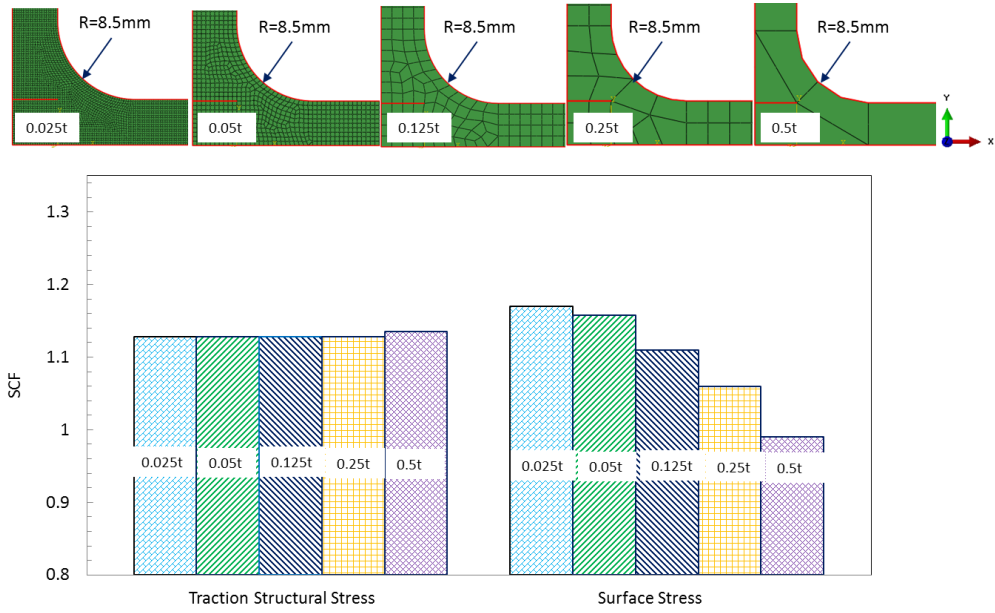 R=8.5mm
R=8.5mm
R=8.5mm
R=8.5mm
R=8.5mm
0.025t
0.05t
0.125t
0.25t
0.5t
Y
X
SCF
1.3
1.2
1.1
1
0.9
0.8
0.025t
0.05t
0.125t
0.25t
0.5t
0.025t
0.05t
0.125t
0.25t
0.5t
Traction Structural Stress
Surface Stress